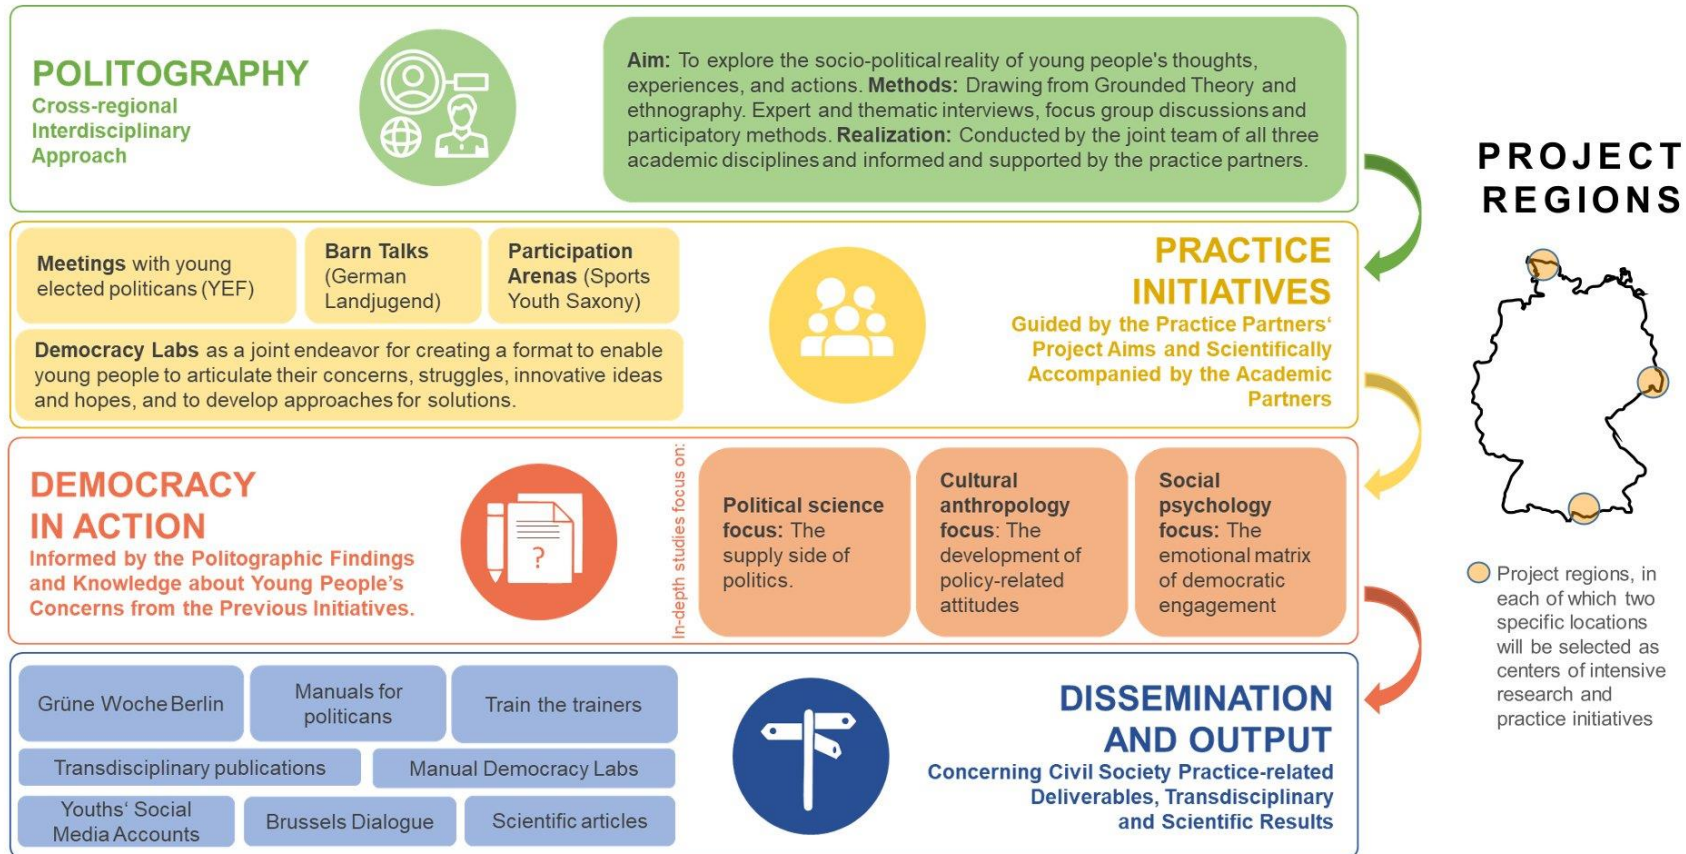 POLITOGRAPHY
Cross-regional
Interdisciplinary
Approach
Aim: To explore the socio-political reality of young people's thoughts,
experiences, and actions. Methods: Drawing from Grounded Theory and
ethnography. Expert and thematic interviews, focus group discussions and
participatory methods. Realization: Conducted by the joint team of all three
academic disciplines and informed and supported by the practice partners.
Meetings with young
elected politicans (YEF)
Barn Talks
(German
Landjugend)
Participation
Arenas (Sports
Youth Saxony)
Democracy Labs as a joint endeavor for creating a format to enable
young people to articulate their concerns, struggles, innovative ideas
and hopes, and to develop approaches for solutions.
PRACTICE
INITIATIVES
Guided by the Practice Partners‘
Project Aims and Scientifically
Accompanied by the Academic
Partners
DEMOCRACY
IN ACTION
Informed by the Politographic Findings
and Knowledge about Young People’s
Concerns from the Previous Initiatives.
?
In-depth studies focus on:
Political science
focus: The
supply side of
politics.
Cultural
anthropology
focus: The
development of
policy-related
attitudes
Social
psychology
focus: The
emotional matrix
of democratic
engagement
Grüne Woche Berlin
Manuals for
politicans
Train the trainers
Transdisciplinary publications
Manual Democracy Labs
Youths‘ Social
Media Accounts
Brussels Dialogue
Scientific articles
DISSEMINATION
AND OUTPUT
Concerning Civil Society Practice-related
Deliverables, Transdisciplinary
and Scientific Results
PROJECT
REGIONS
Project regions, in
each of which two
specific locations
will be selected as
centers of intensive
research and
practice initiatives